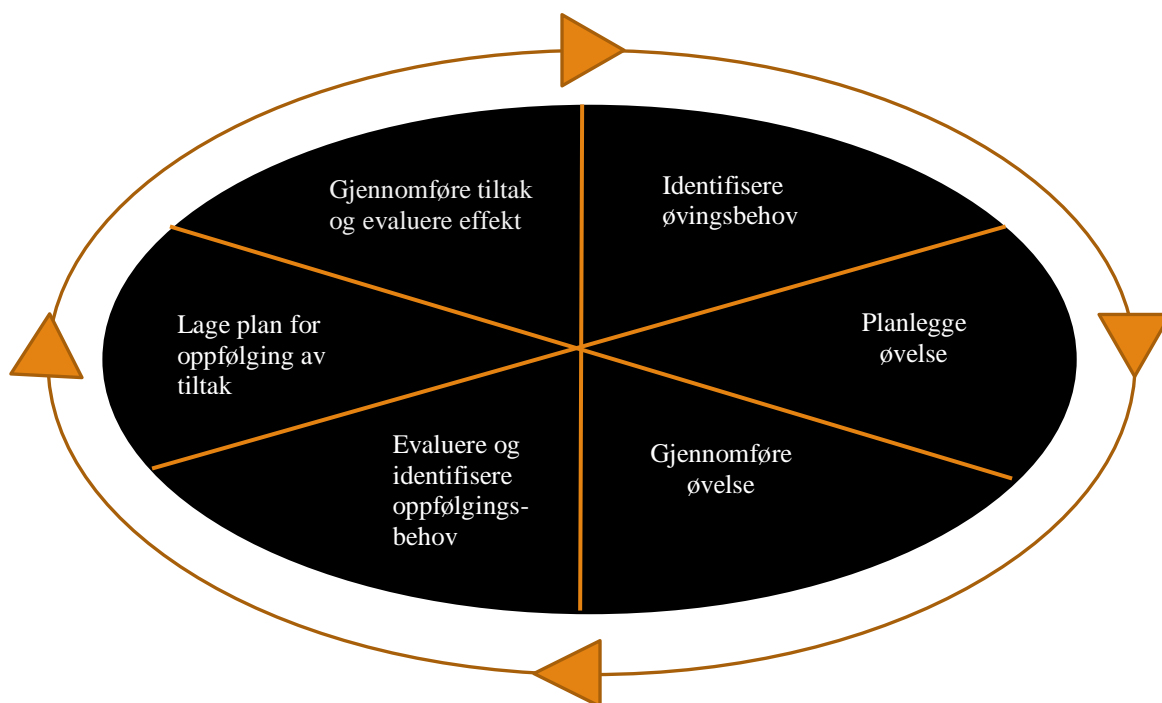 Identifisere
øvingsbehov
Planlegge
øvelse
Gjennomføre
øvelse
Evaluere og
identifisere
oppfølgings-
behov
Lage plan for
oppfølging av
tiltak
Gjennomføre tiltak
og evaluere effekt